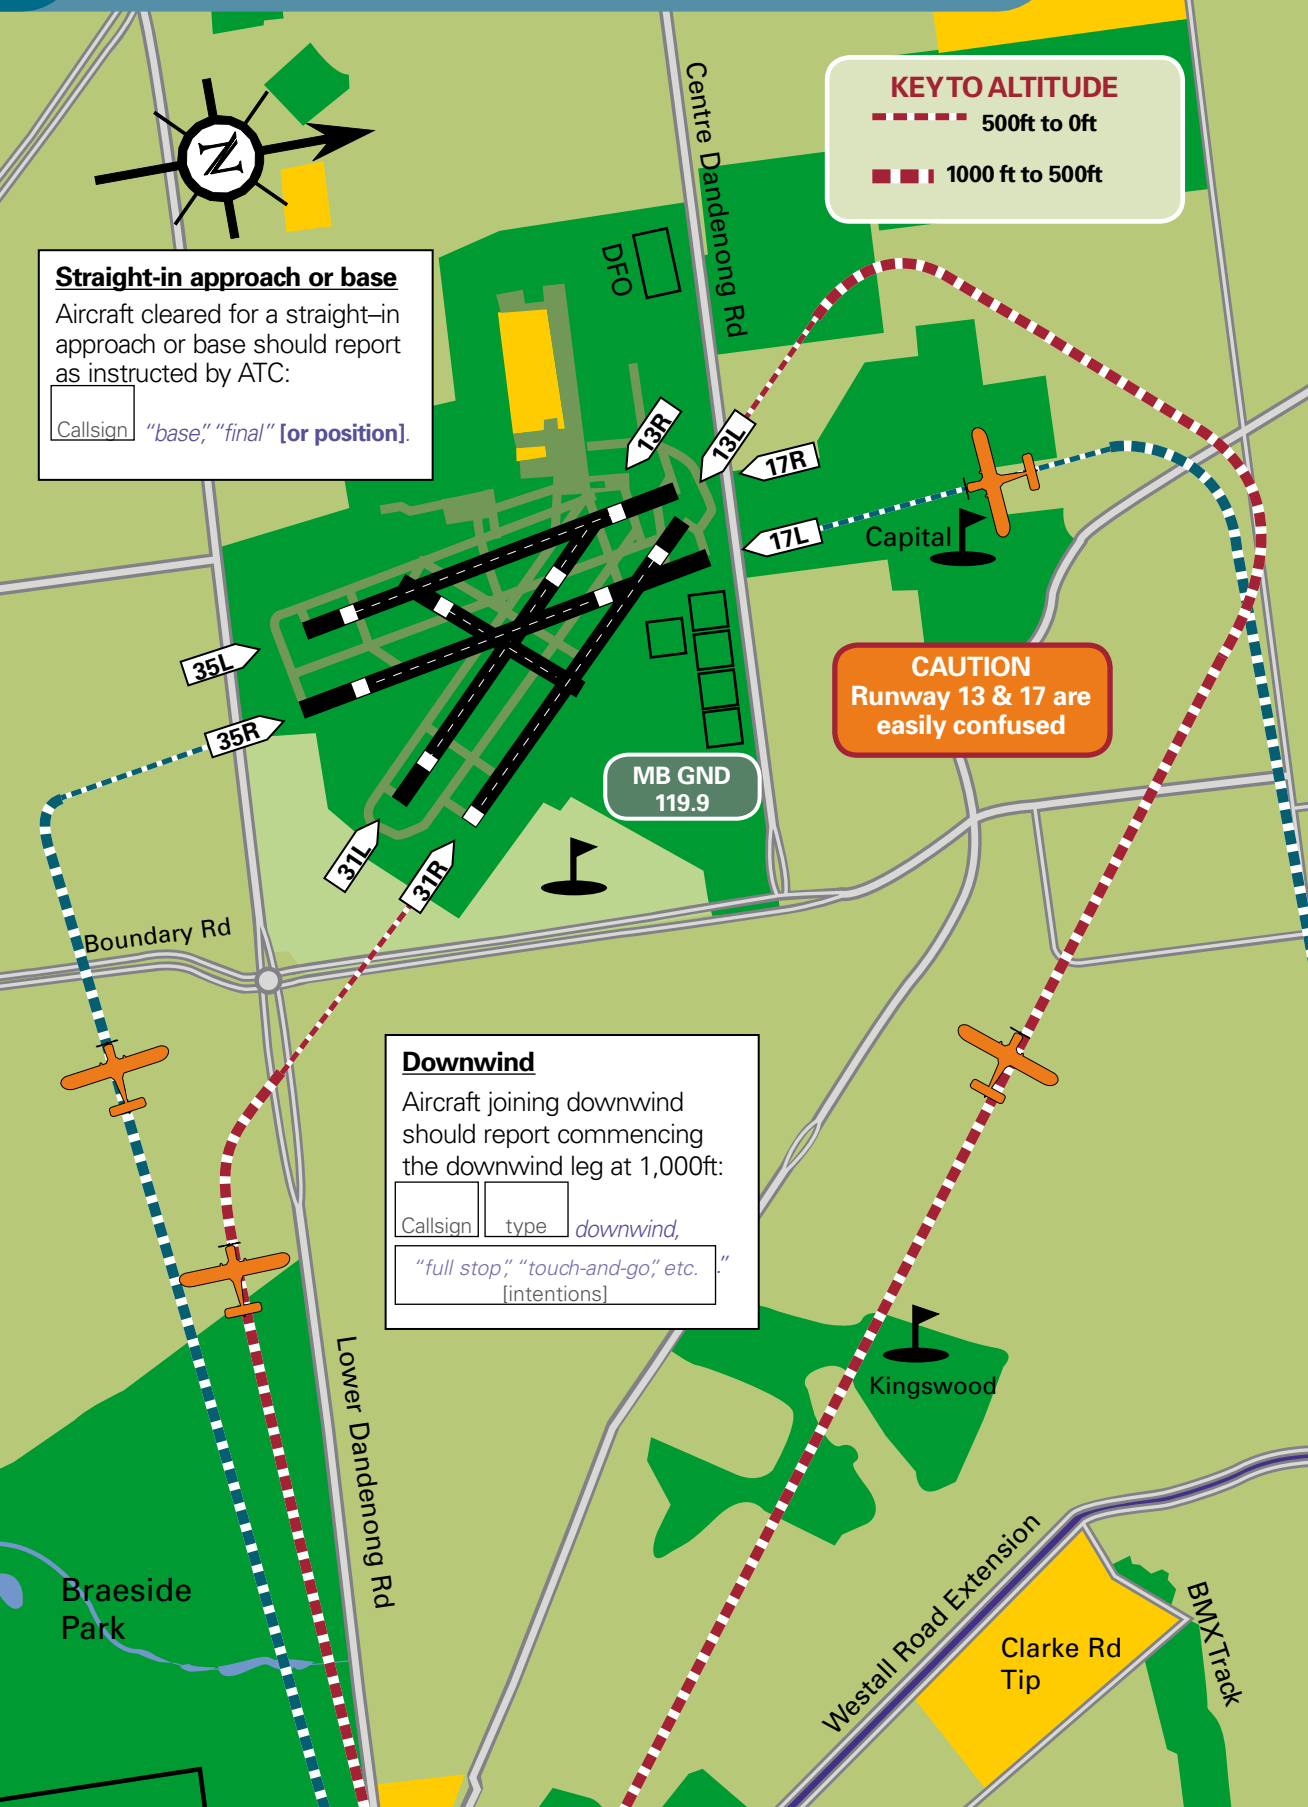 KEY TO ALTITUDE
500ft to 0ft
1000 ft to 500ft
N
Centre Dandenong Rd
DFO
Straight-in approach or base
Aircraft cleared for a straight–in
approach or base should report
as instructed by ATC:
Callsign “base”, “final” [or position].
13R
13L
17R
17L
Capital
35L
35R
CAUTION
Runway 13 & 17 are
easily confused
MB GND
119.9
31L
31R
Boundary Rd
Downwind
Aircraft joining downwind
should report commencing
the downwind leg at 1,000ft:
Callsign type downwind,
“full stop”, “touch-and-go”, etc. .”
[intentions]
Lower Dandenong Rd
Kingswood
Braeside
Park
Westall Road Extension
Clarke Rd
Tip
BMX Track